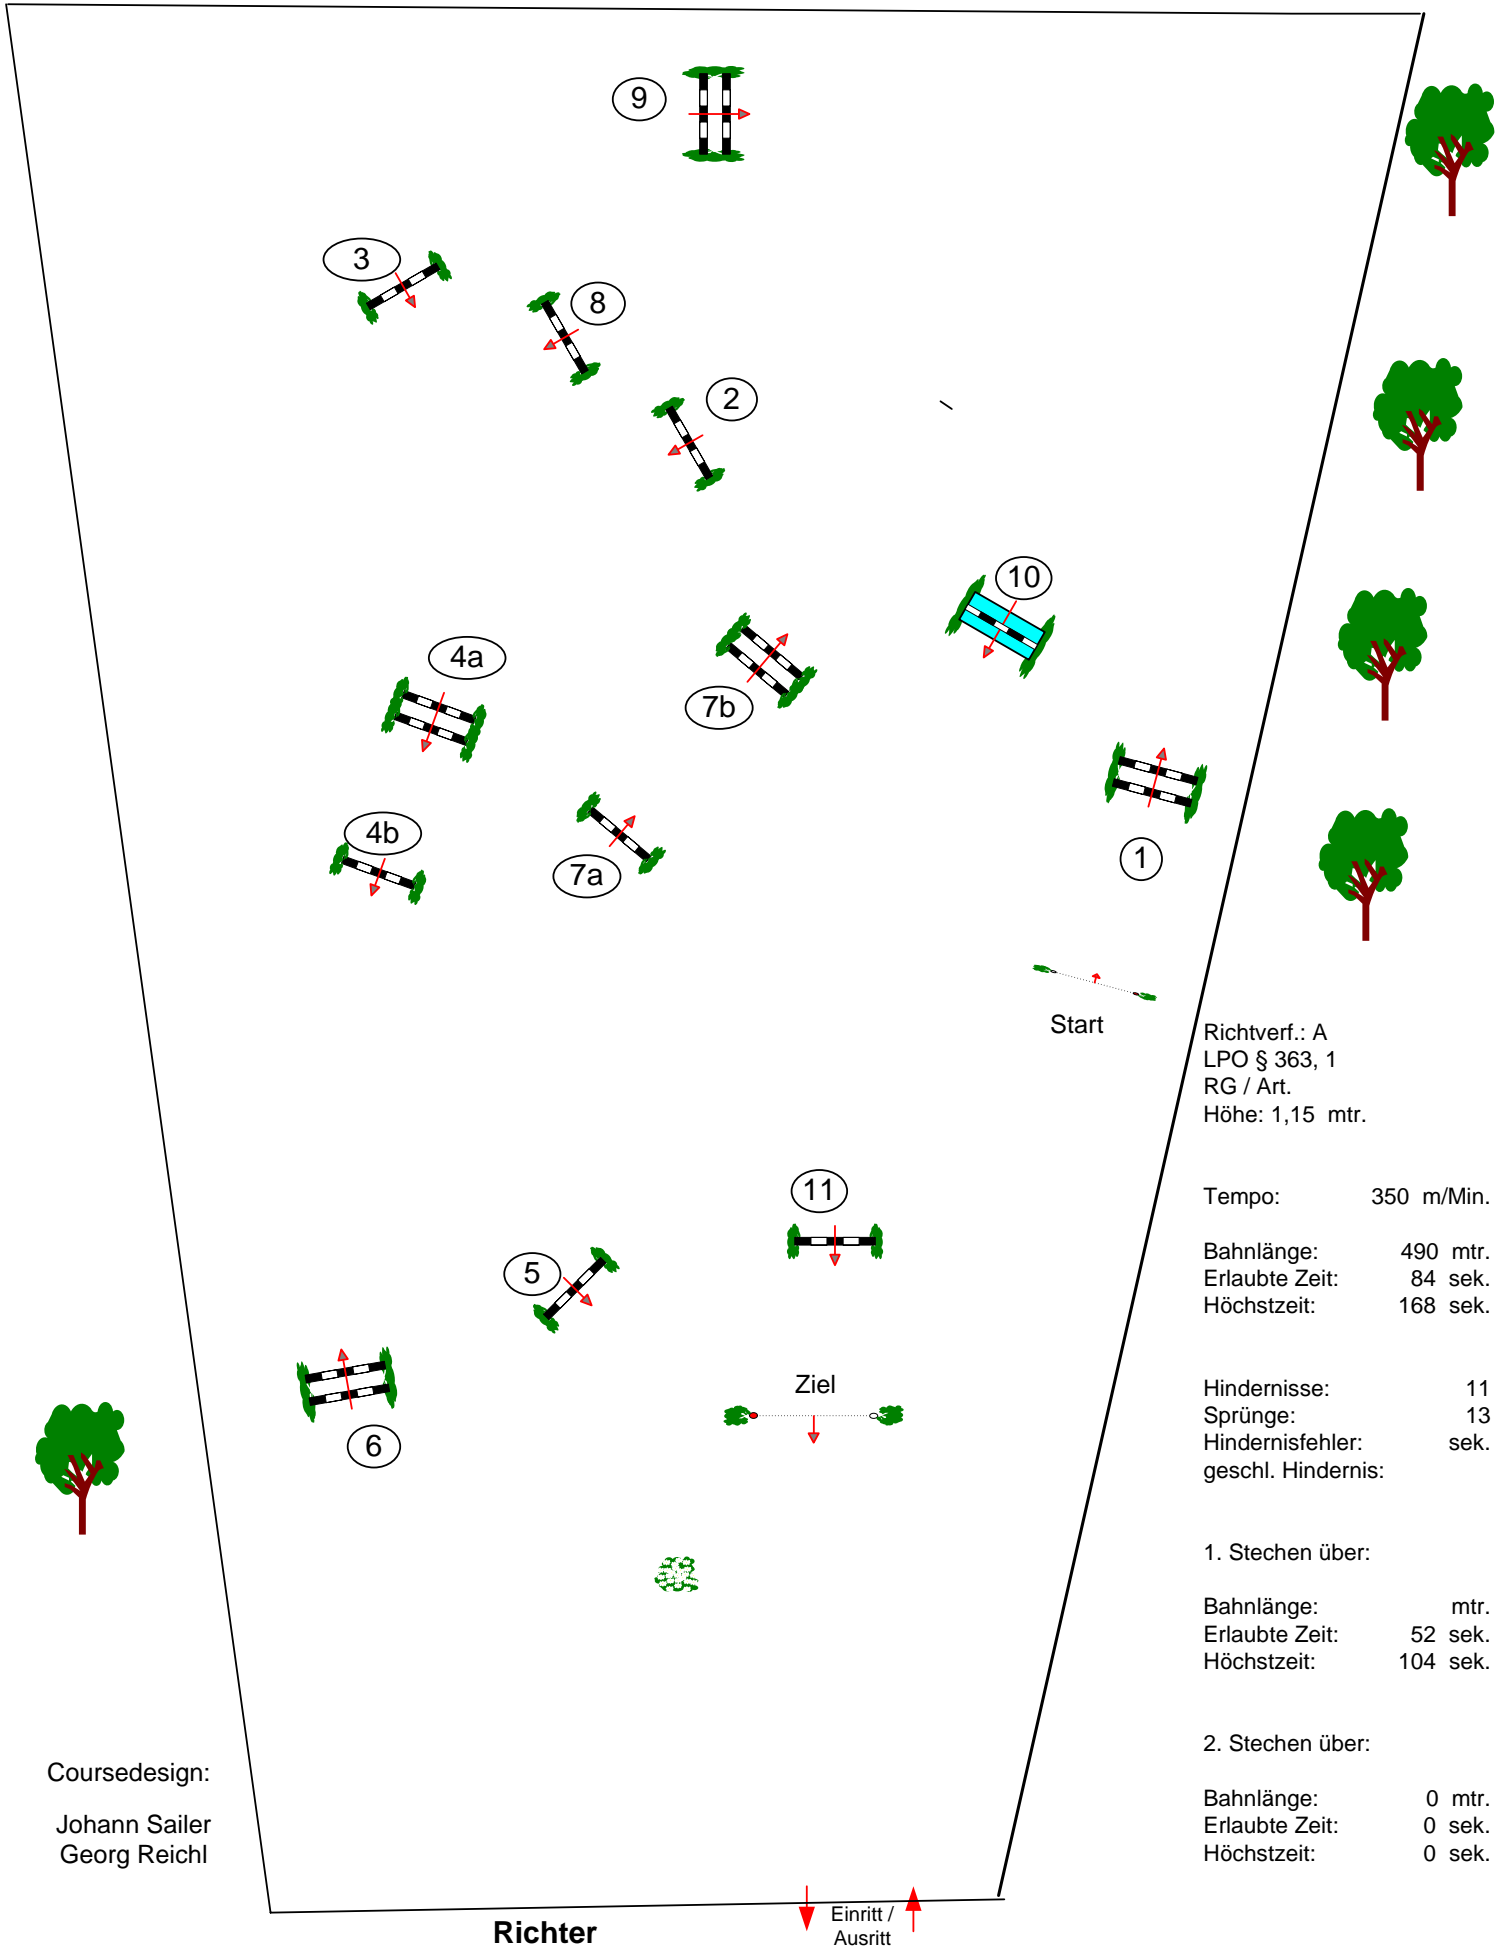 9
3
8
2
10
4a
7b
4b
7a
1
Start
Richtverf.: A
LPO § 363, 1
RG / Art.
Höhe: 1,15 mtr.
Tempo: 350 m/Min.
11
Bahnlänge: 490 mtr.
Erlaubte Zeit: 84 sek.
Höchstzeit: 168 sek.
5
Ziel
6
Hindernisse: 11
Sprünge: 13
Hindernisfehler: sek.
geschl. Hindernis:
1. Stechen über:
Bahnlänge: mtr.
Erlaubte Zeit: 52 sek.
Höchstzeit: 104 sek.
2. Stechen über:
Bahnlänge: 0 mtr.
Erlaubte Zeit: 0 sek.
Höchstzeit: 0 sek.
Coursedesign:
Johann Sailer
Georg Reichl
Richter
Einritt /
Ausritt